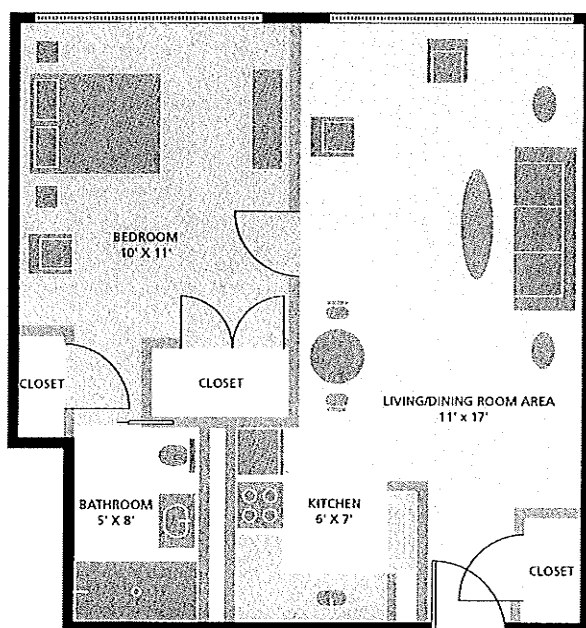 BEDROOM
10' X 11'
CLOSET
CLOSET
LIVING/DINING ROOM AREA
11' x 17'
BATHROOM
5' X 8'
KITCHEN
6' X 7'
CLOSET